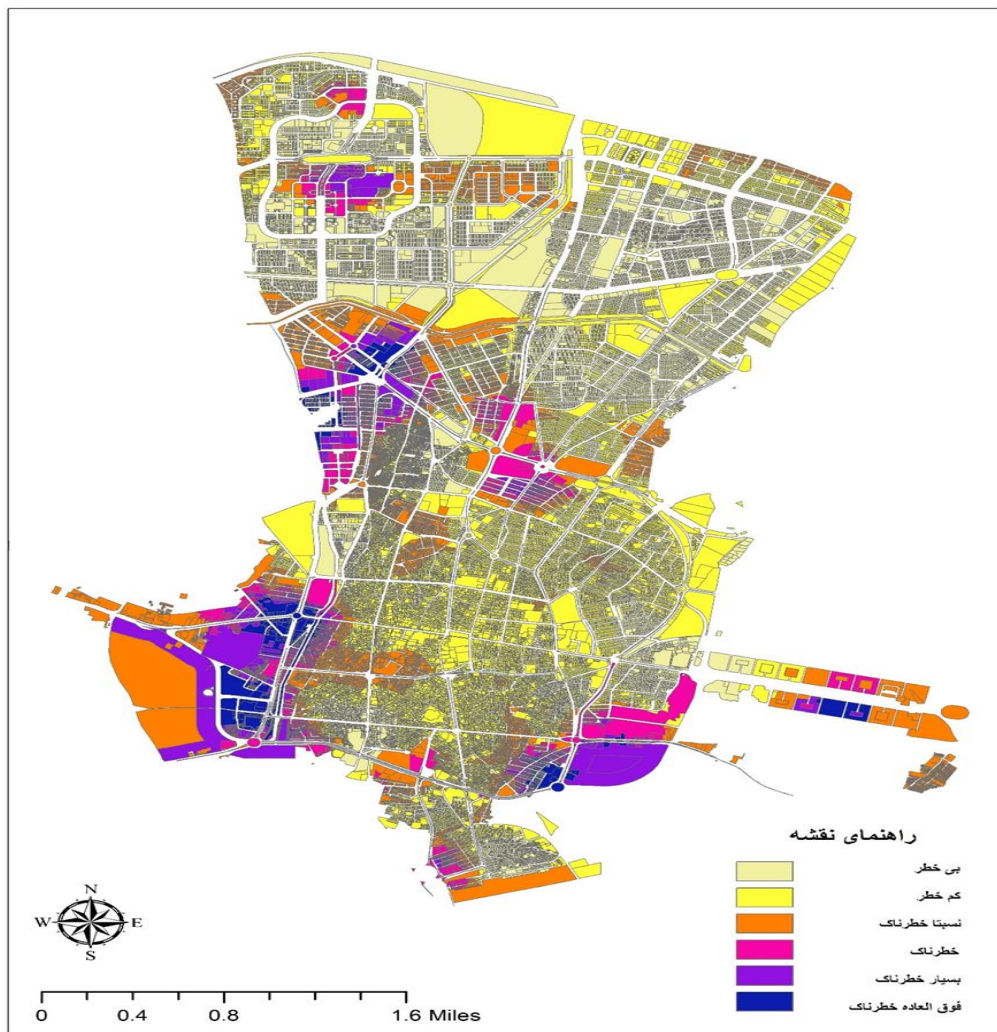 راهنمای نقشه
بی خطر
کم خطر
نسبتا خطرناک
خطرناک
بسیار خطرناک
فوق العاده خطرناک
N
W E
S
0 0.4 0.8 1.6 Miles